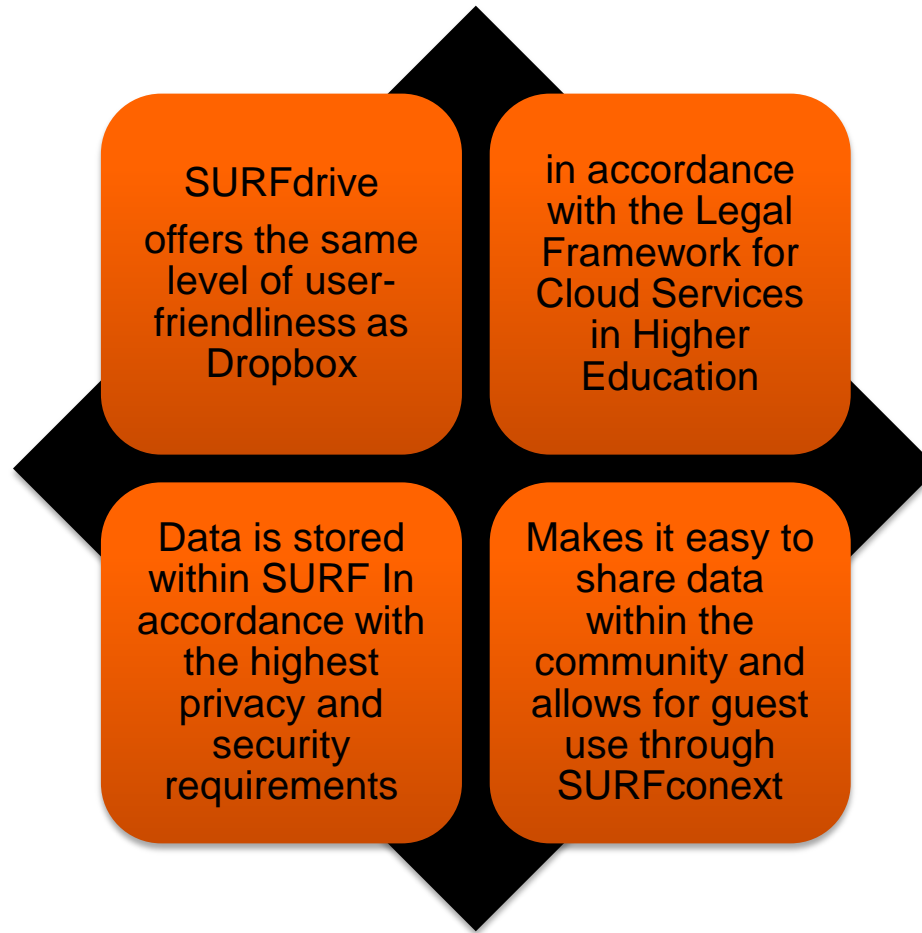 SURFdrive
offers the same
level of user-
friendliness as
Dropbox
in accordance
with the Legal
Framework for
Cloud Services
in Higher
Education
Data is stored
within SURF In
accordance with
the highest
privacy and
security
requirements
Makes it easy to
share data
within the
community and
allows for guest
use through
SURFconext